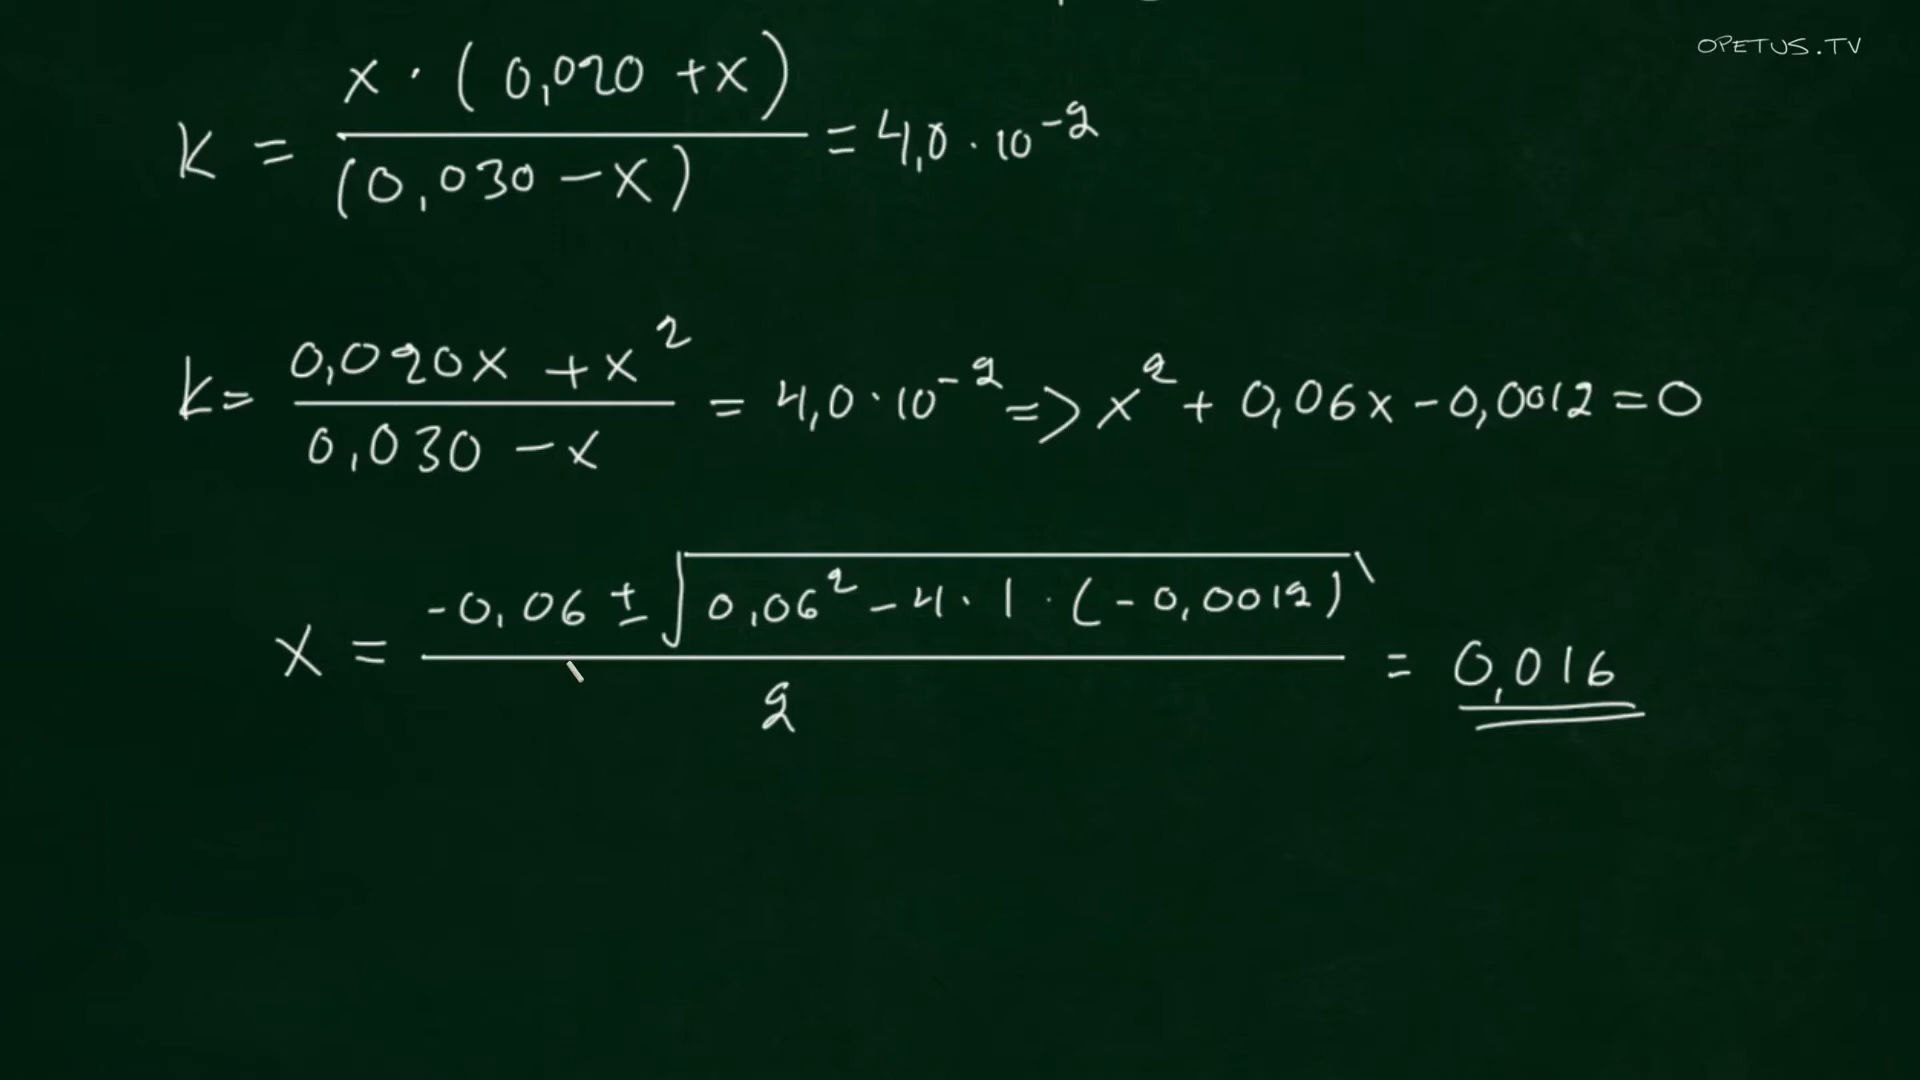 OPETUS.TV
K = x · (0,020 + x) / (0,030 − x) = 4,0 · 10⁻²
K = 0,020x + x² / 0,030 − x = 4,0 · 10⁻² => x² + 0,06x − 0,0012 = 0
x = -0,06 ± √0,06² − 4 · 1 · (−0,0012) / 2 = 0,016